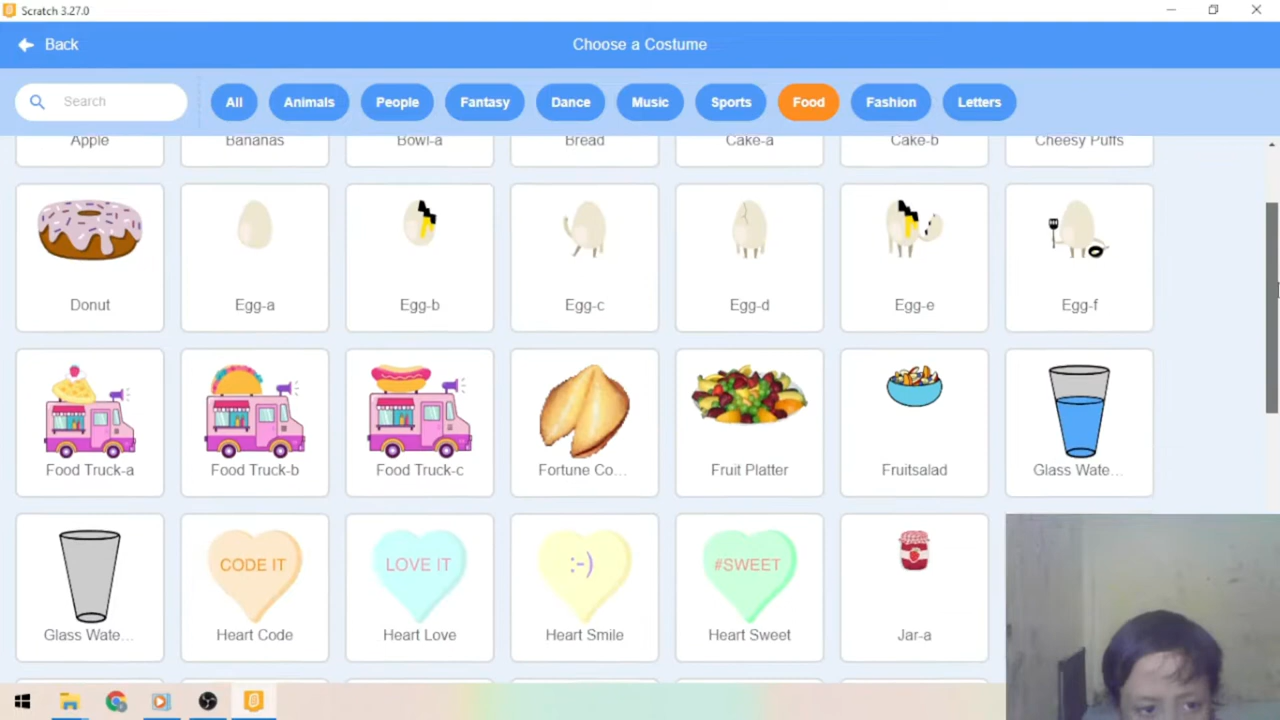 Scratch 3.27.0
Back
Choose a Costume
Search
All
Animals
People
Fantasy
Dance
Music
Sports
Food
Fashion
Letters
Apple
Bananas
Bowl-a
Bread
Cake-a
Cake-b
Cheesy Puffs
Donut
Egg-a
Egg-b
Egg-c
Egg-d
Egg-e
Egg-f
Food Truck-a
Food Truck-b
Food Truck-c
Fortune Co...
Fruit Platter
Fruitsalad
Glass Wate...
CODE IT
LOVE IT
:-)
#SWEET
Glass Wate...
Heart Code
Heart Love
Heart Smile
Heart Sweet
Jar-a